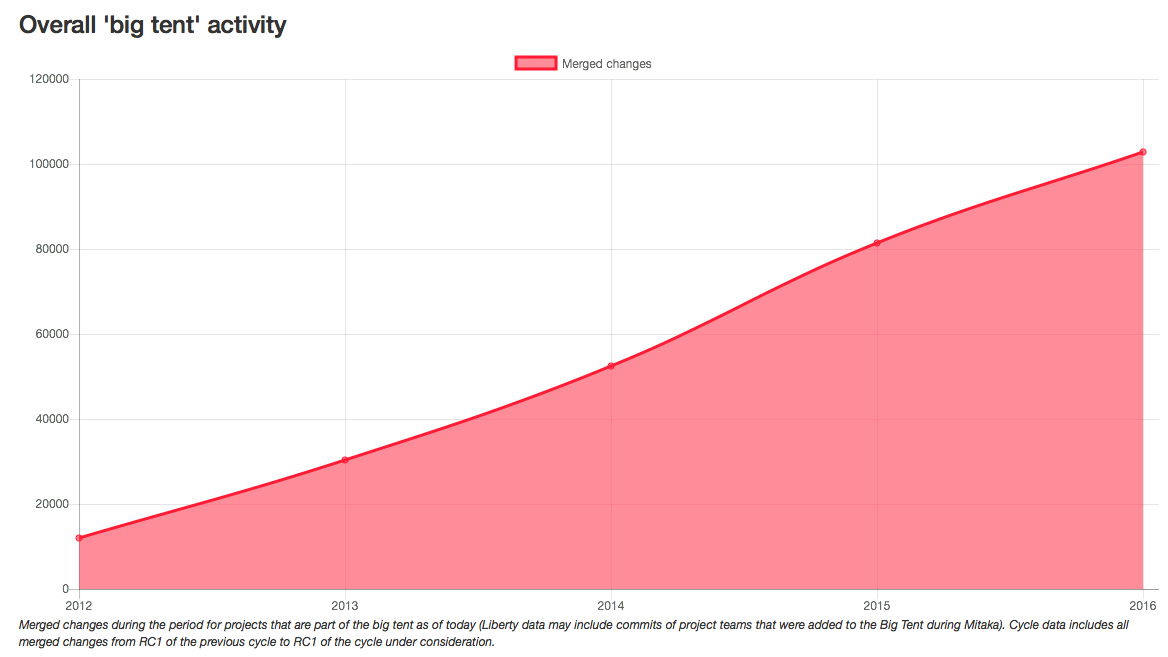 Overall 'big tent' activity
Merged changes
120000
100000
80000
60000
40000
20000
0
2012 2013 2014 2015 2016
Merged changes during the period for projects that are part of the big tent as of today (Liberty data may include commits of project teams that were added to the Big Tent during Mitaka). Cycle data includes all
merged changes from RC1 of the previous cycle to RC1 of the cycle under consideration.